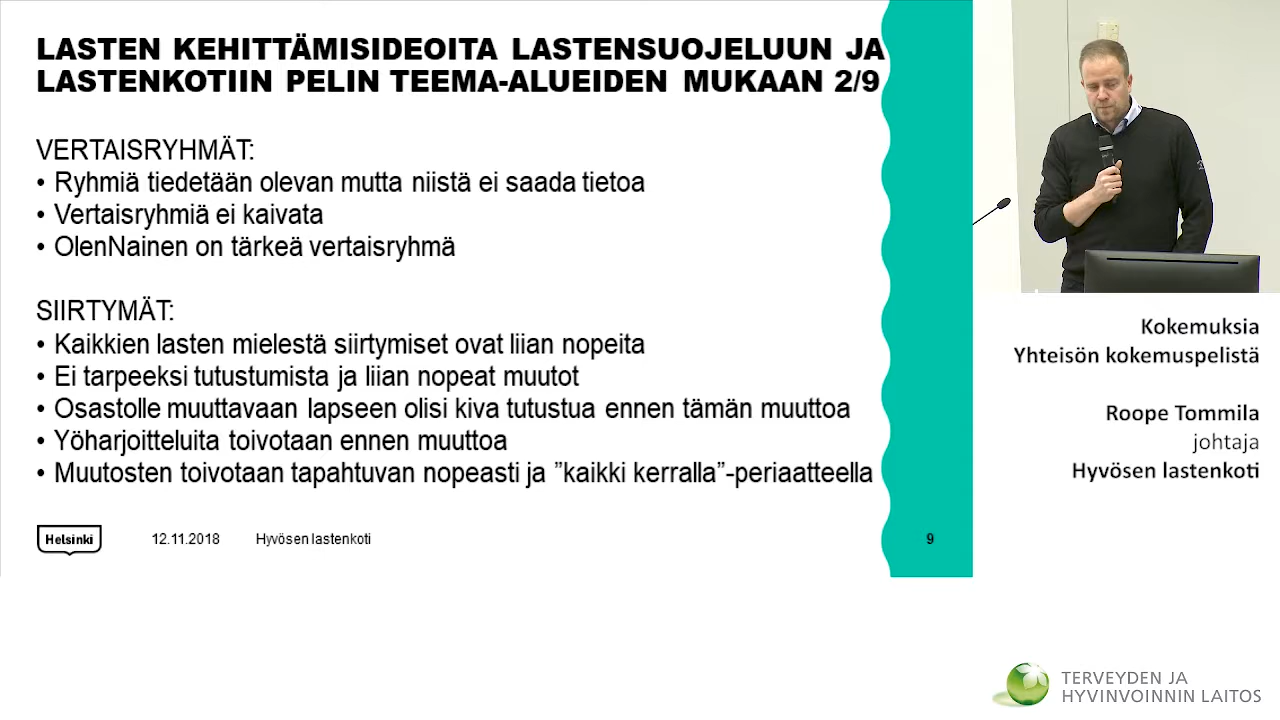 LASTEN KEHITTÄMISIDEOITA LASTENSUOJELUUN JA
LASTENKOTIIN PELIN TEEMA-ALUEIDEN MUKAAN 2/9
VERTAISRYHMÄT:
• Ryhmiä tiedetään olevan mutta niistä ei saada tietoa
• Vertaisryhmiä ei kaivata
• OlenNainen on tärkeä vertaisryhmä
SIIRTYMÄT:
• Kaikkien lasten mielestä siirtymiset ovat liian nopeita
• Ei tarpeeksi tutustumista ja liian nopeat muutot
• Osastolle muuttavaan lapseen olisi kiva tutustua ennen tämän muuttoa
• Yöharjoitteluita toivotaan ennen muuttoa
• Muutosten toivotaan tapahtuvan nopeasti ja ”kaikki kerralla”-periaatteella
Helsinki
12.11.2018
Hyvösen lastenkoti
9
Kokemuksia
Yhteisön kokemuspelistä
Roope Tommila
johtaja
Hyvösen lastenkoti
TERVEYDEN JA
HYVINVOINNIN LAITOS